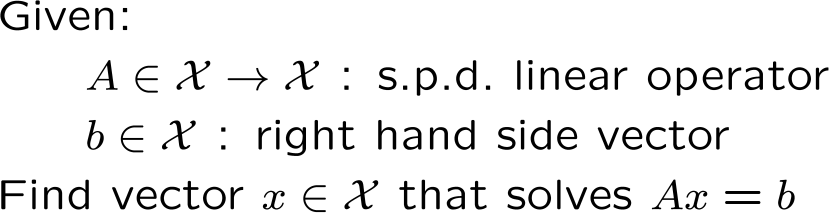 Given:
A ∈ 𝒳 → 𝒳 : s.p.d. linear operator
b ∈ 𝒳 : right hand side vector
Find vector x ∈ 𝒳 that solves Ax = b